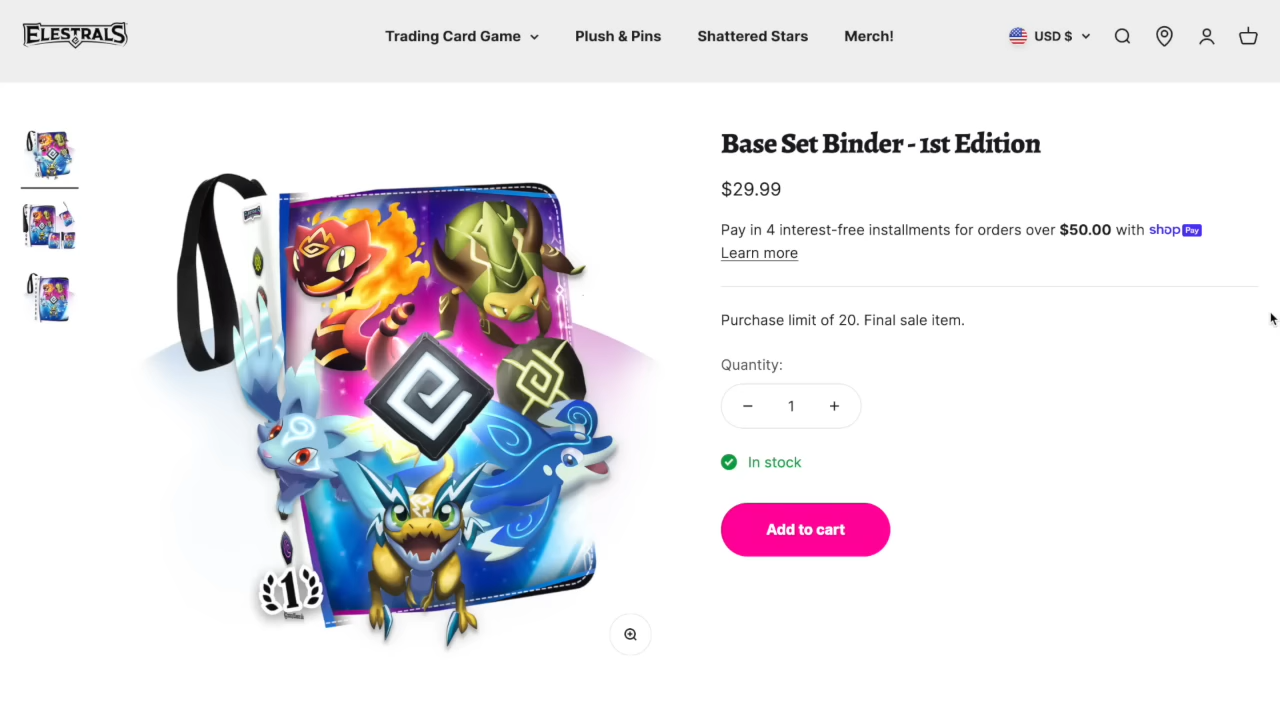 ELESTRALS
Trading Card Game
Plush & Pins
Shattered Stars
Merch!
USD $
Base Set Binder - 1st Edition
$29.99
Pay in 4 interest-free installments for orders over $50.00 with shop Pay
Learn more
Purchase limit of 20. Final sale item.
Quantity:
− 1 +
In stock
Add to cart
ELESTRALS
1